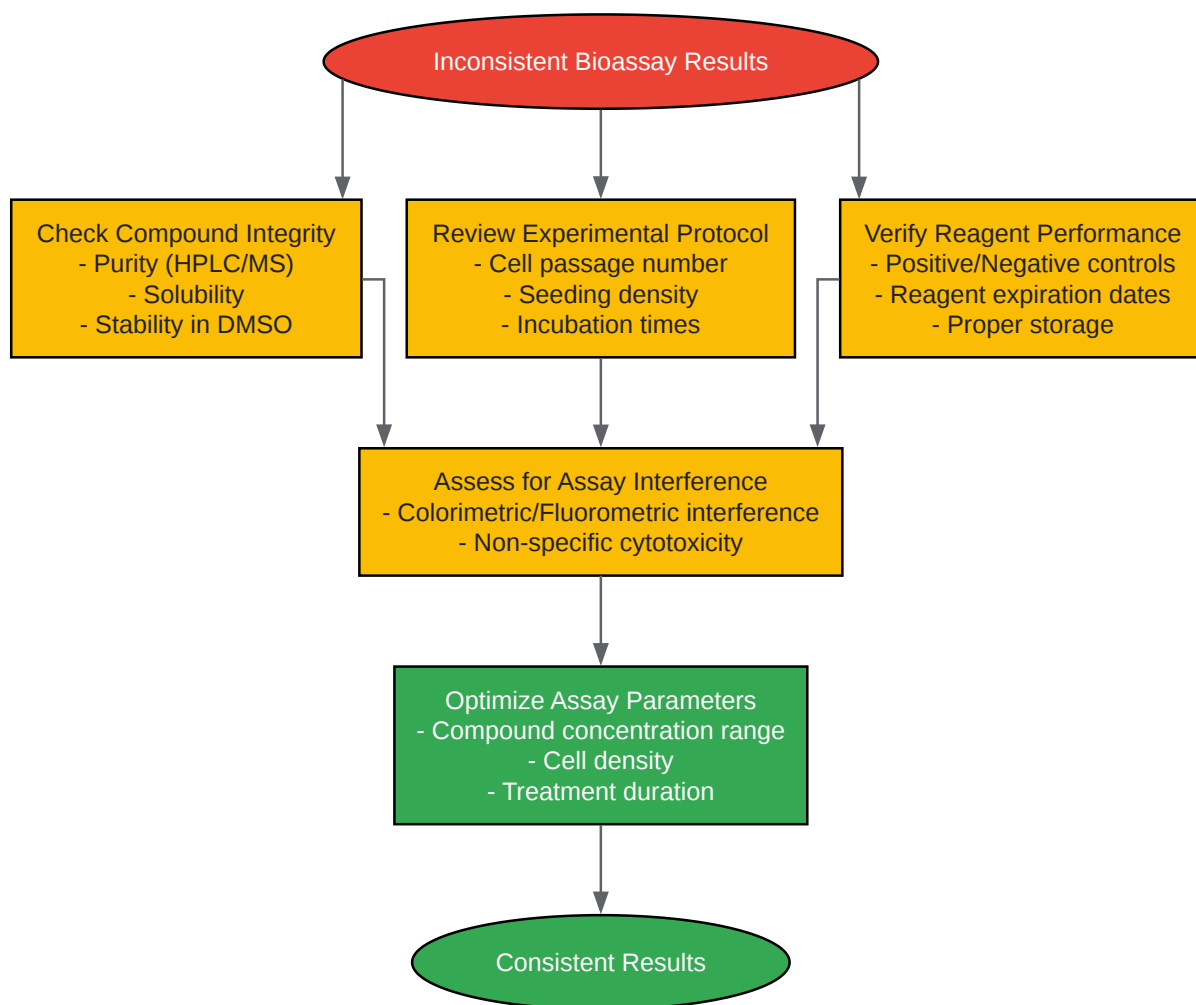 Inconsistent Bioassay Results
Check Compound Integrity
- Purity (HPLC/MS)
- Solubility
- Stability in DMSO
Review Experimental Protocol
- Cell passage number
- Seeding density
- Incubation times
Verify Reagent Performance
- Positive/Negative controls
- Reagent expiration dates
- Proper storage
Assess for Assay Interference
- Colorimetric/Fluorometric interference
- Non-specific cytotoxicity
Optimize Assay Parameters
- Compound concentration range
- Cell density
- Treatment duration
Consistent Results